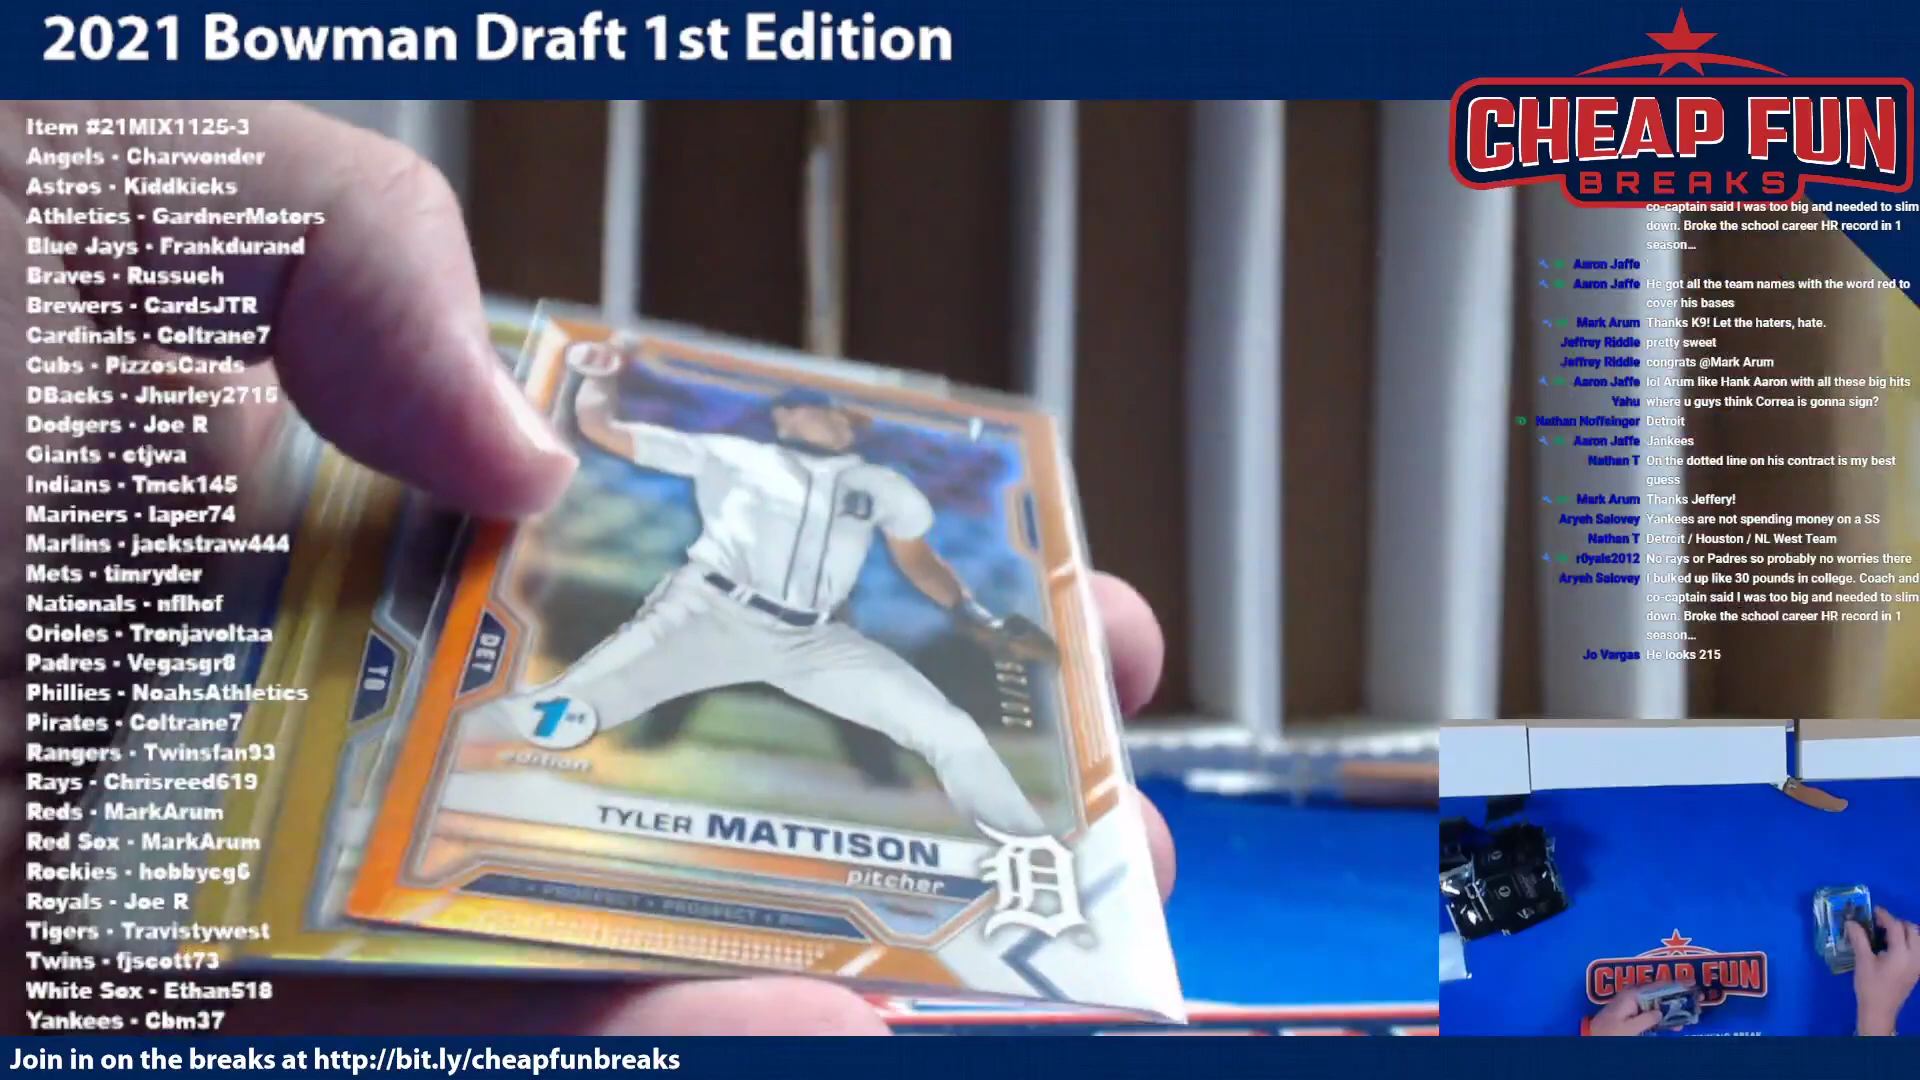 2021 Bowman Draft 1st Edition
CHEAP FUN
BREAKS
Item #21MIX1125-3
Angels - Charwonder
Astros - Kiddkicks
Athletics - GardnerMotors
Blue Jays - Frankdurand
Braves - Russuch
Brewers - CardsJTR
Cardinals - Coltrane7
Cubs - PizzosCards
DBacks - Jhurley2715
Dodgers - Joe R
Giants - ctjwa
Indians - Tmck145
Mariners - laper74
Marlins - jackstraw444
Mets - timryder
Nationals - nflhof
Orioles - Tronjavoltaa
Padres - Vegasgr8
Phillies - NoahsAthletics
Pirates - Coltrane7
Rangers - Twinsfan93
Rays - Chrisreed619
Reds - MarkArum
Red Sox - MarkArum
Rockies - hobbycg6
Royals - Joe R
Tigers - Travistywest
Twins - fjscott73
White Sox - Ethan518
Yankees - Cbm37
DET
TO
1st
edition
TYLER MATTISON
pitcher
PROSPECT • PROSPECT
D
co-captain said I was too big and needed to slim
down. Broke the school career HR record in 1
season...
Aaron Jaffe
Aaron Jaffe He got all the team names with the word red to
cover his bases
Mark Arum Thanks K9! Let the haters, hate.
Jeffrey Riddle pretty sweet
Jeffrey Riddle congrats @Mark Arum
Aaron Jaffe lol Arum like Hank Aaron with all these big hits
Yahu where u guys think Correa is gonna sign?
Nathan Noffsinger Detroit
Aaron Jaffe Jankees
Nathan T On the dotted line on his contract is my best
guess
Mark Arum Thanks Jeffery!
Aryeh Salovey Yankees are not spending money on a SS
Nathan T Detroit / Houston / NL West Team
r0yals2012 No rays or Padres so probably no worries there
Aryeh Salovey I bulked up like 30 pounds in college. Coach and
co-captain said I was too big and needed to slim
down. Broke the school career HR record in 1
season...
Jo Vargas He looks 215
CHEAP FUN
Join in on the breaks at http://bit.ly/cheapfunbreaks